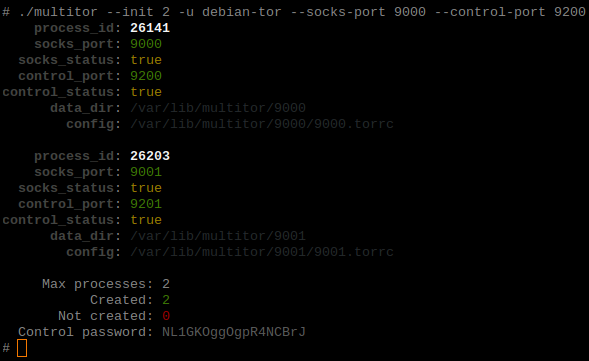 # ./multitor --init 2 -u debian-tor --socks-port 9000 --control-port 9200
process_id: 26141
socks_port: 9000
socks_status: true
control_port: 9200
control_status: true
data_dir: /var/lib/multitor/9000
config: /var/lib/multitor/9000/9000.torrc
process_id: 26203
socks_port: 9001
socks_status: true
control_port: 9201
control_status: true
data_dir: /var/lib/multitor/9001
config: /var/lib/multitor/9001/9001.torrc
Max processes: 2
Created: 2
Not created: 0
Control password: NL1GKOggOgpR4NCBrJ
#